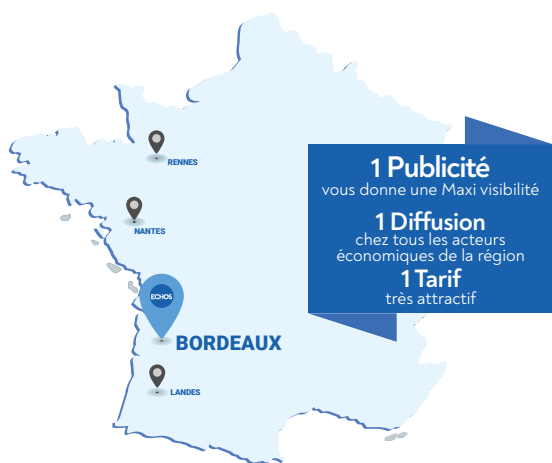 RENNES
NANTES
ECHOS
BORDEAUX
LANDES
1 Publicité
vous donne une Maxi visibilité
1 Diffusion
chez tous les acteurs
économiques de la région
1 Tarif
très attractif